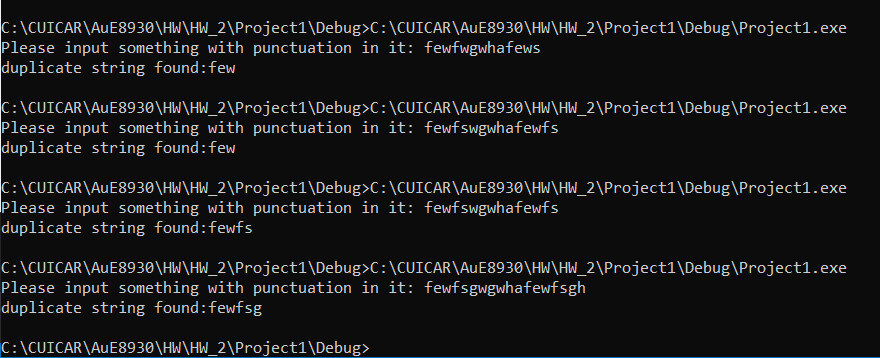 C:\CUICAR\AuE8930\HW\HW_2\Project1\Debug>C:\CUICAR\AuE8930\HW\HW_2\Project1\Debug\Project1.exe
Please input something with punctuation in it: fewfwgwhafews
duplicate string found:few
C:\CUICAR\AuE8930\HW\HW_2\Project1\Debug>C:\CUICAR\AuE8930\HW\HW_2\Project1\Debug\Project1.exe
Please input something with punctuation in it: fewfswgwhafewfs
duplicate string found:few
C:\CUICAR\AuE8930\HW\HW_2\Project1\Debug>C:\CUICAR\AuE8930\HW\HW_2\Project1\Debug\Project1.exe
Please input something with punctuation in it: fewfswgwhafewfs
duplicate string found:fewfs
C:\CUICAR\AuE8930\HW\HW_2\Project1\Debug>C:\CUICAR\AuE8930\HW\HW_2\Project1\Debug\Project1.exe
Please input something with punctuation in it: fewfsgwgwhafewfsgh
duplicate string found:fewfsg
C:\CUICAR\AuE8930\HW\HW_2\Project1\Debug>